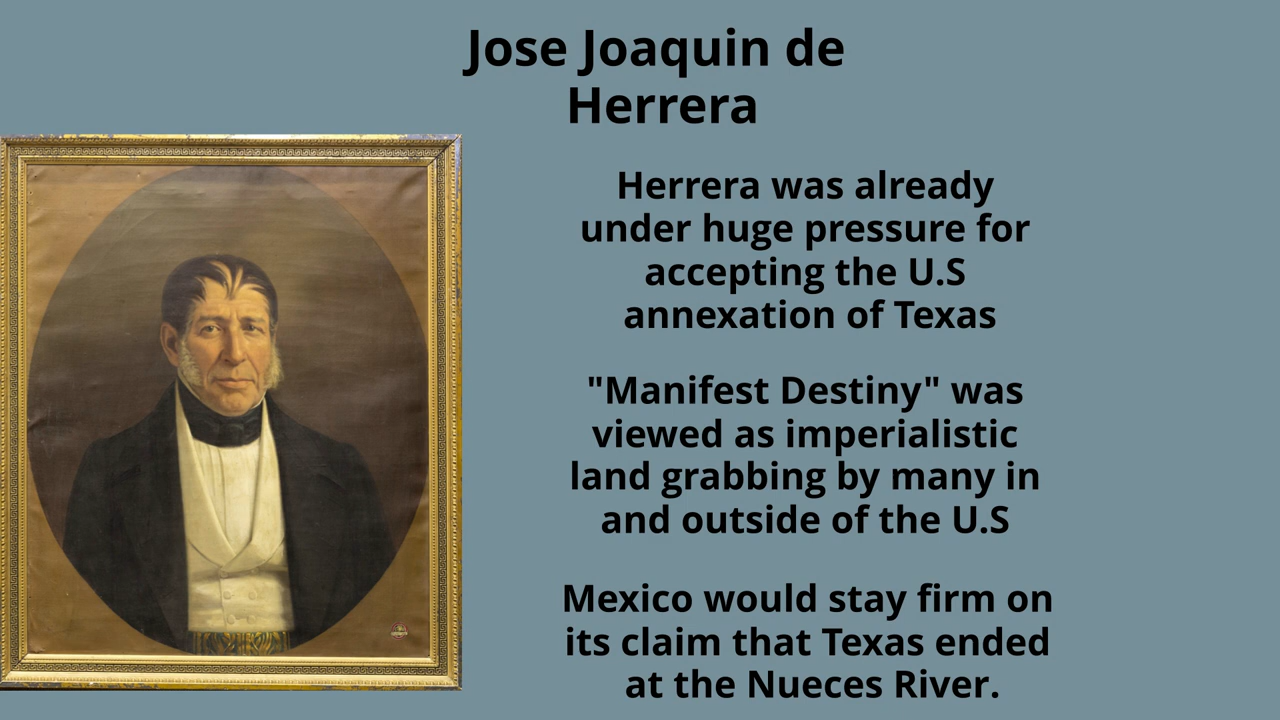 Jose Joaquin de
Herrera
Herrera was already
under huge pressure for
accepting the U.S
annexation of Texas
"Manifest Destiny" was
viewed as imperialistic
land grabbing by many in
and outside of the U.S
Mexico would stay firm on
its claim that Texas ended
at the Nueces River.